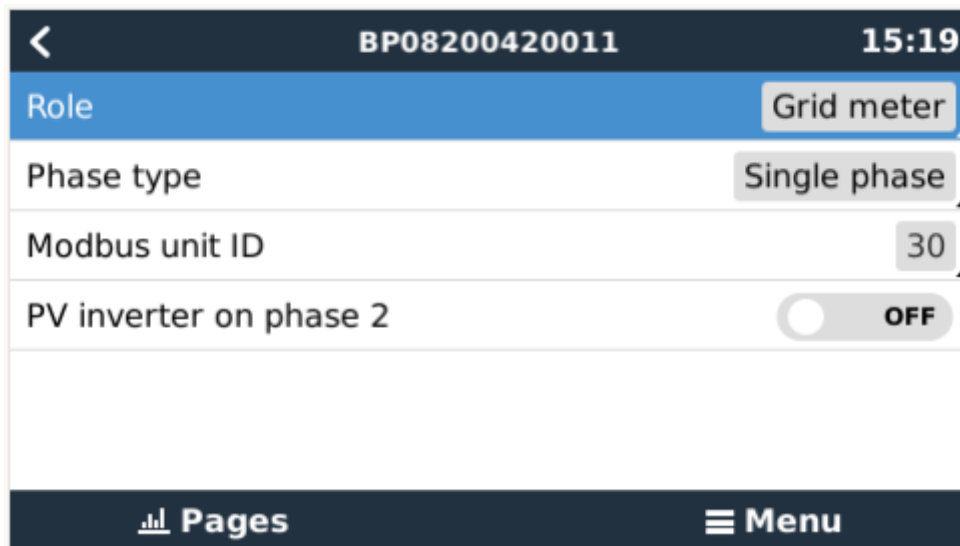 BP08200420011 15:19
Role Grid meter
Phase type Single phase
Modbus unit ID 30
PV inverter on phase 2 OFF
Pages Menu